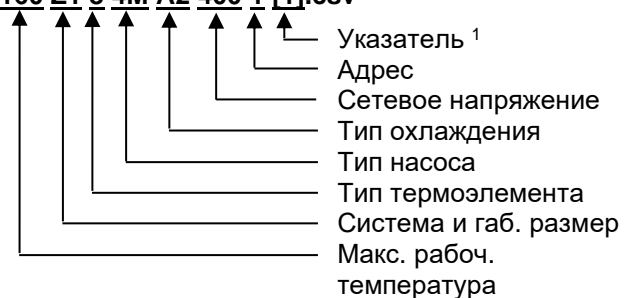 Указатель ¹
Адрес
Сетевое напряжение
Тип охлаждения
Тип насоса
Тип термоэлемента
Система и габ. размер
Макс. рабоч.
температура